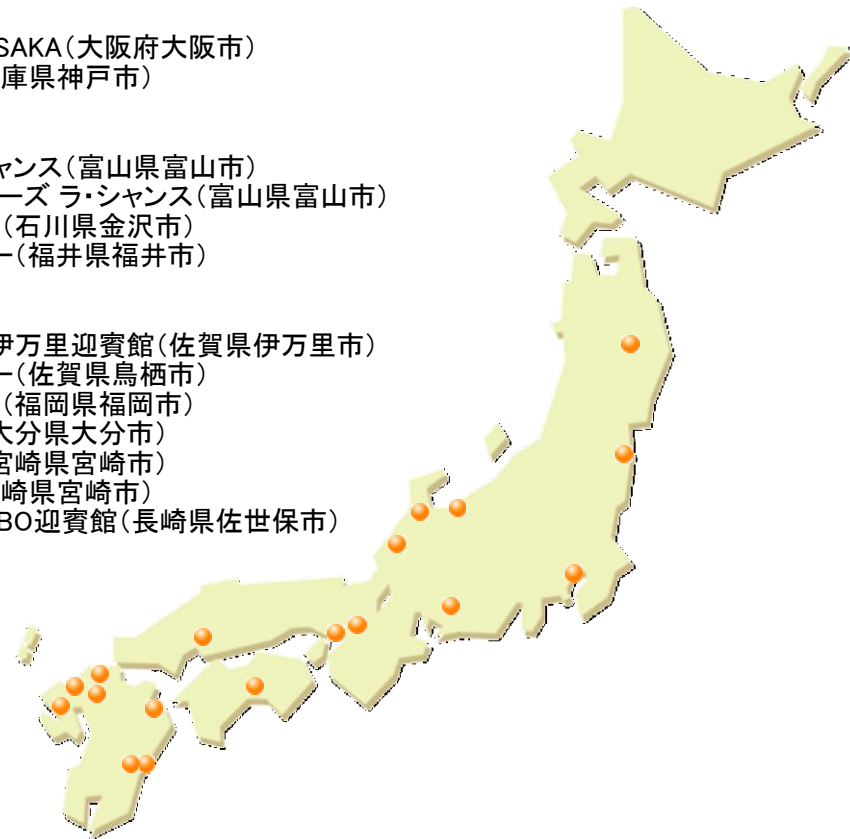 SAKA（大阪府大阪市）
庫県神戸市）
ャンス（富山県富山市）
ーズ ラ・シャンス（富山県富山市）
（石川県金沢市）
ー（福井県福井市）
伊万里迎賓館（佐賀県伊万里市）
ー（佐賀県鳥栖市）
（福岡県福岡市）
大分県大分市）
宮崎県宮崎市）
崎県宮崎市）
BO迎賓館（長崎県佐世保市）